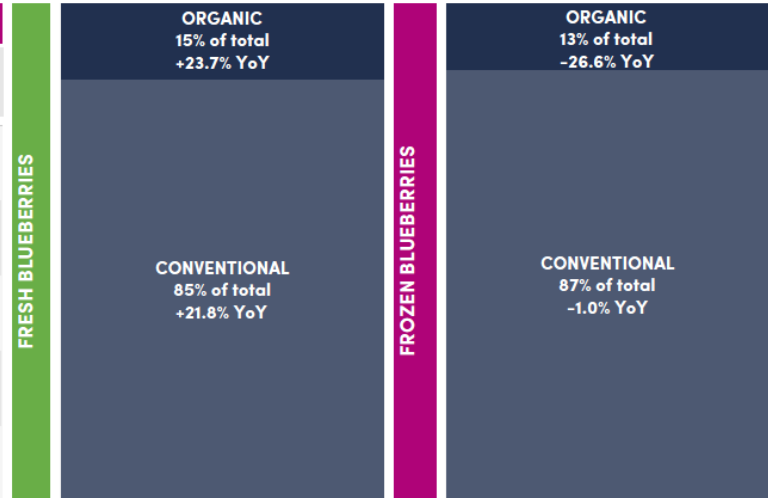 FRESH BLUEBERRIES
ORGANIC
15% of total
+23.7% YoY
CONVENTIONAL
85% of total
+21.8% YoY
FROZEN BLUEBERRIES
ORGANIC
13% of total
-26.6% YoY
CONVENTIONAL
87% of total
-1.0% YoY